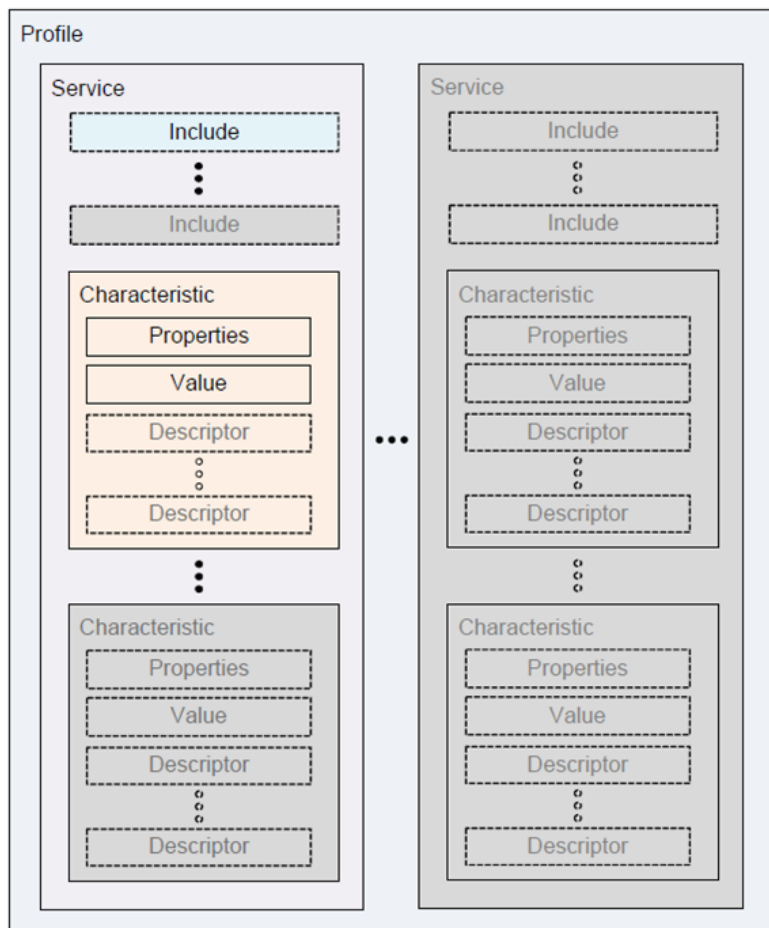 Profile
Service
Include
Include
Characteristic
Properties
Value
Descriptor
Descriptor
Characteristic
Properties
Value
Descriptor
Descriptor
Service
Include
Include
Characteristic
Properties
Value
Descriptor
Descriptor
Characteristic
Properties
Value
Descriptor
Descriptor